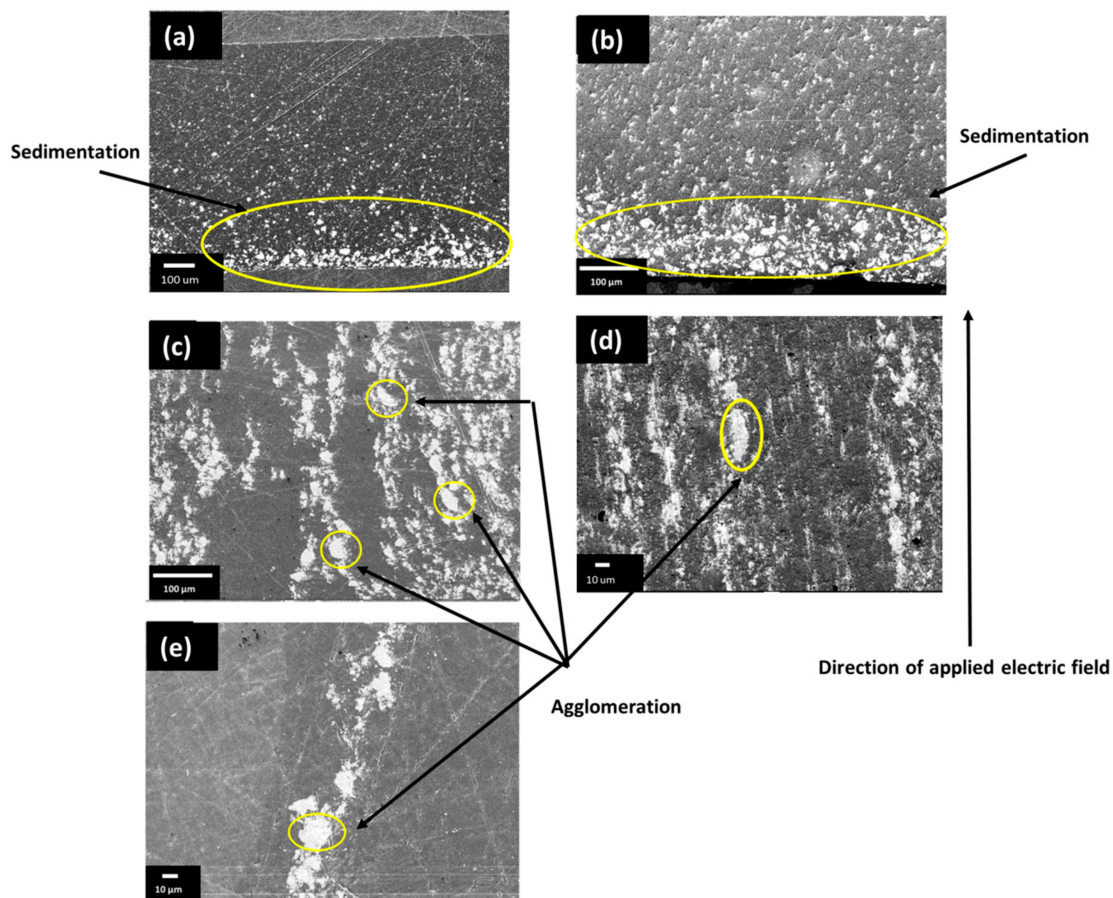 (a)
(b)
Sedimentation
Sedimentation
100 um
100 µm
(c)
(d)
100 µm
10 um
(e)
Direction of applied electric field
Agglomeration
10 µm